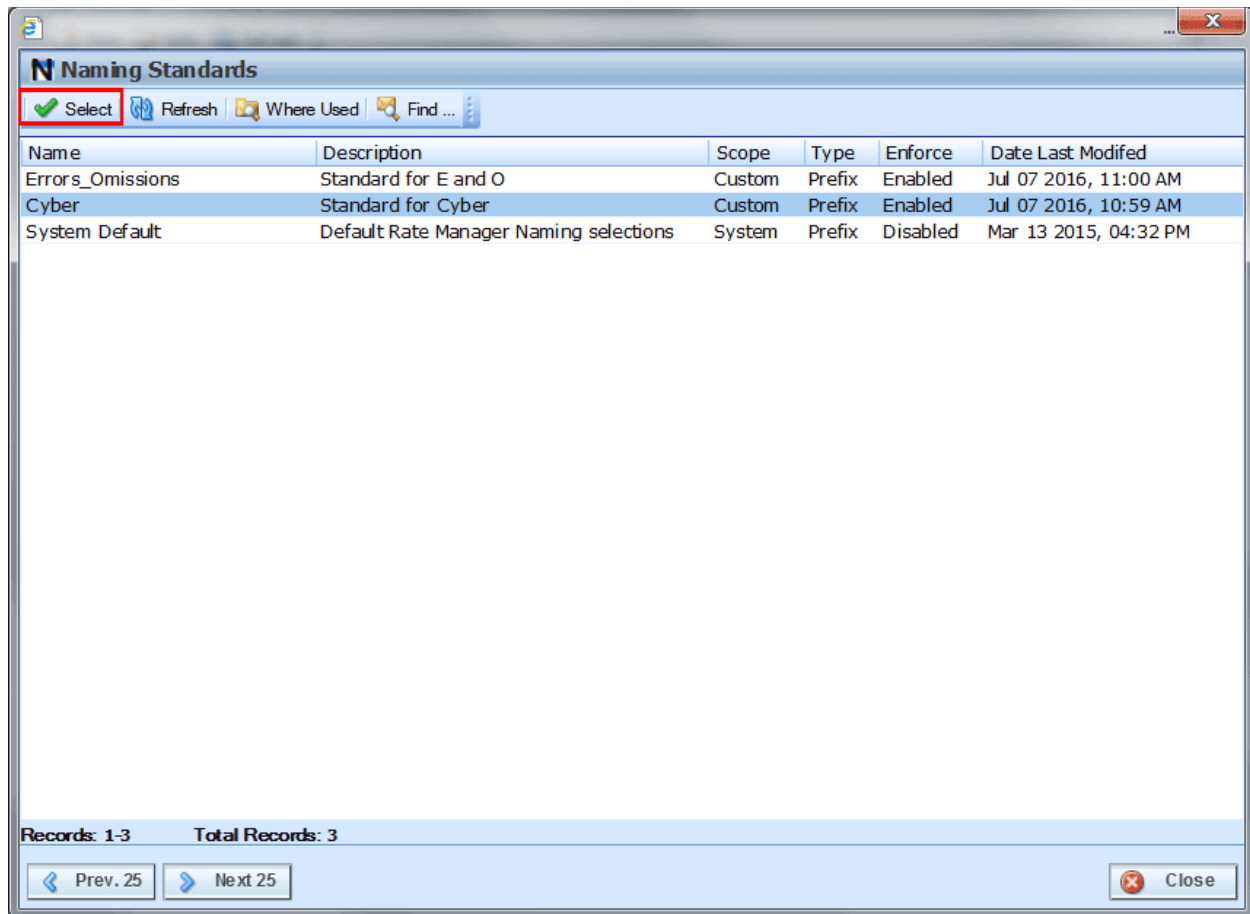 ...
Naming Standards
Select Refresh Where Used Find ...
Name Description Scope Type Enforce Date Last Modifed
Errors_Omissions Standard for E and O Custom Prefix Enabled Jul 07 2016, 11:00 AM
Cyber Standard for Cyber Custom Prefix Enabled Jul 07 2016, 10:59 AM
System Default Default Rate Manager Naming selections System Prefix Disabled Mar 13 2015, 04:32 PM
Records: 1-3 Total Records: 3
Prev. 25 Next 25 Close